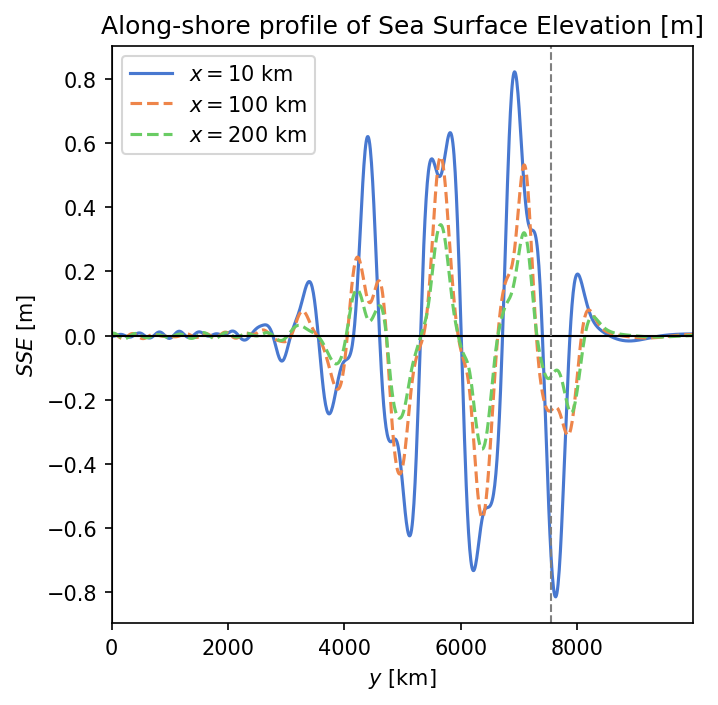 Along-shore profile of Sea Surface Elevation [m]
x = 10 km
x = 100 km
x = 200 km
0.8
0.6
0.4
0.2
0.0
−0.2
−0.4
−0.6
−0.8
SSE [m]
0 2000 4000 6000 8000
y [km]